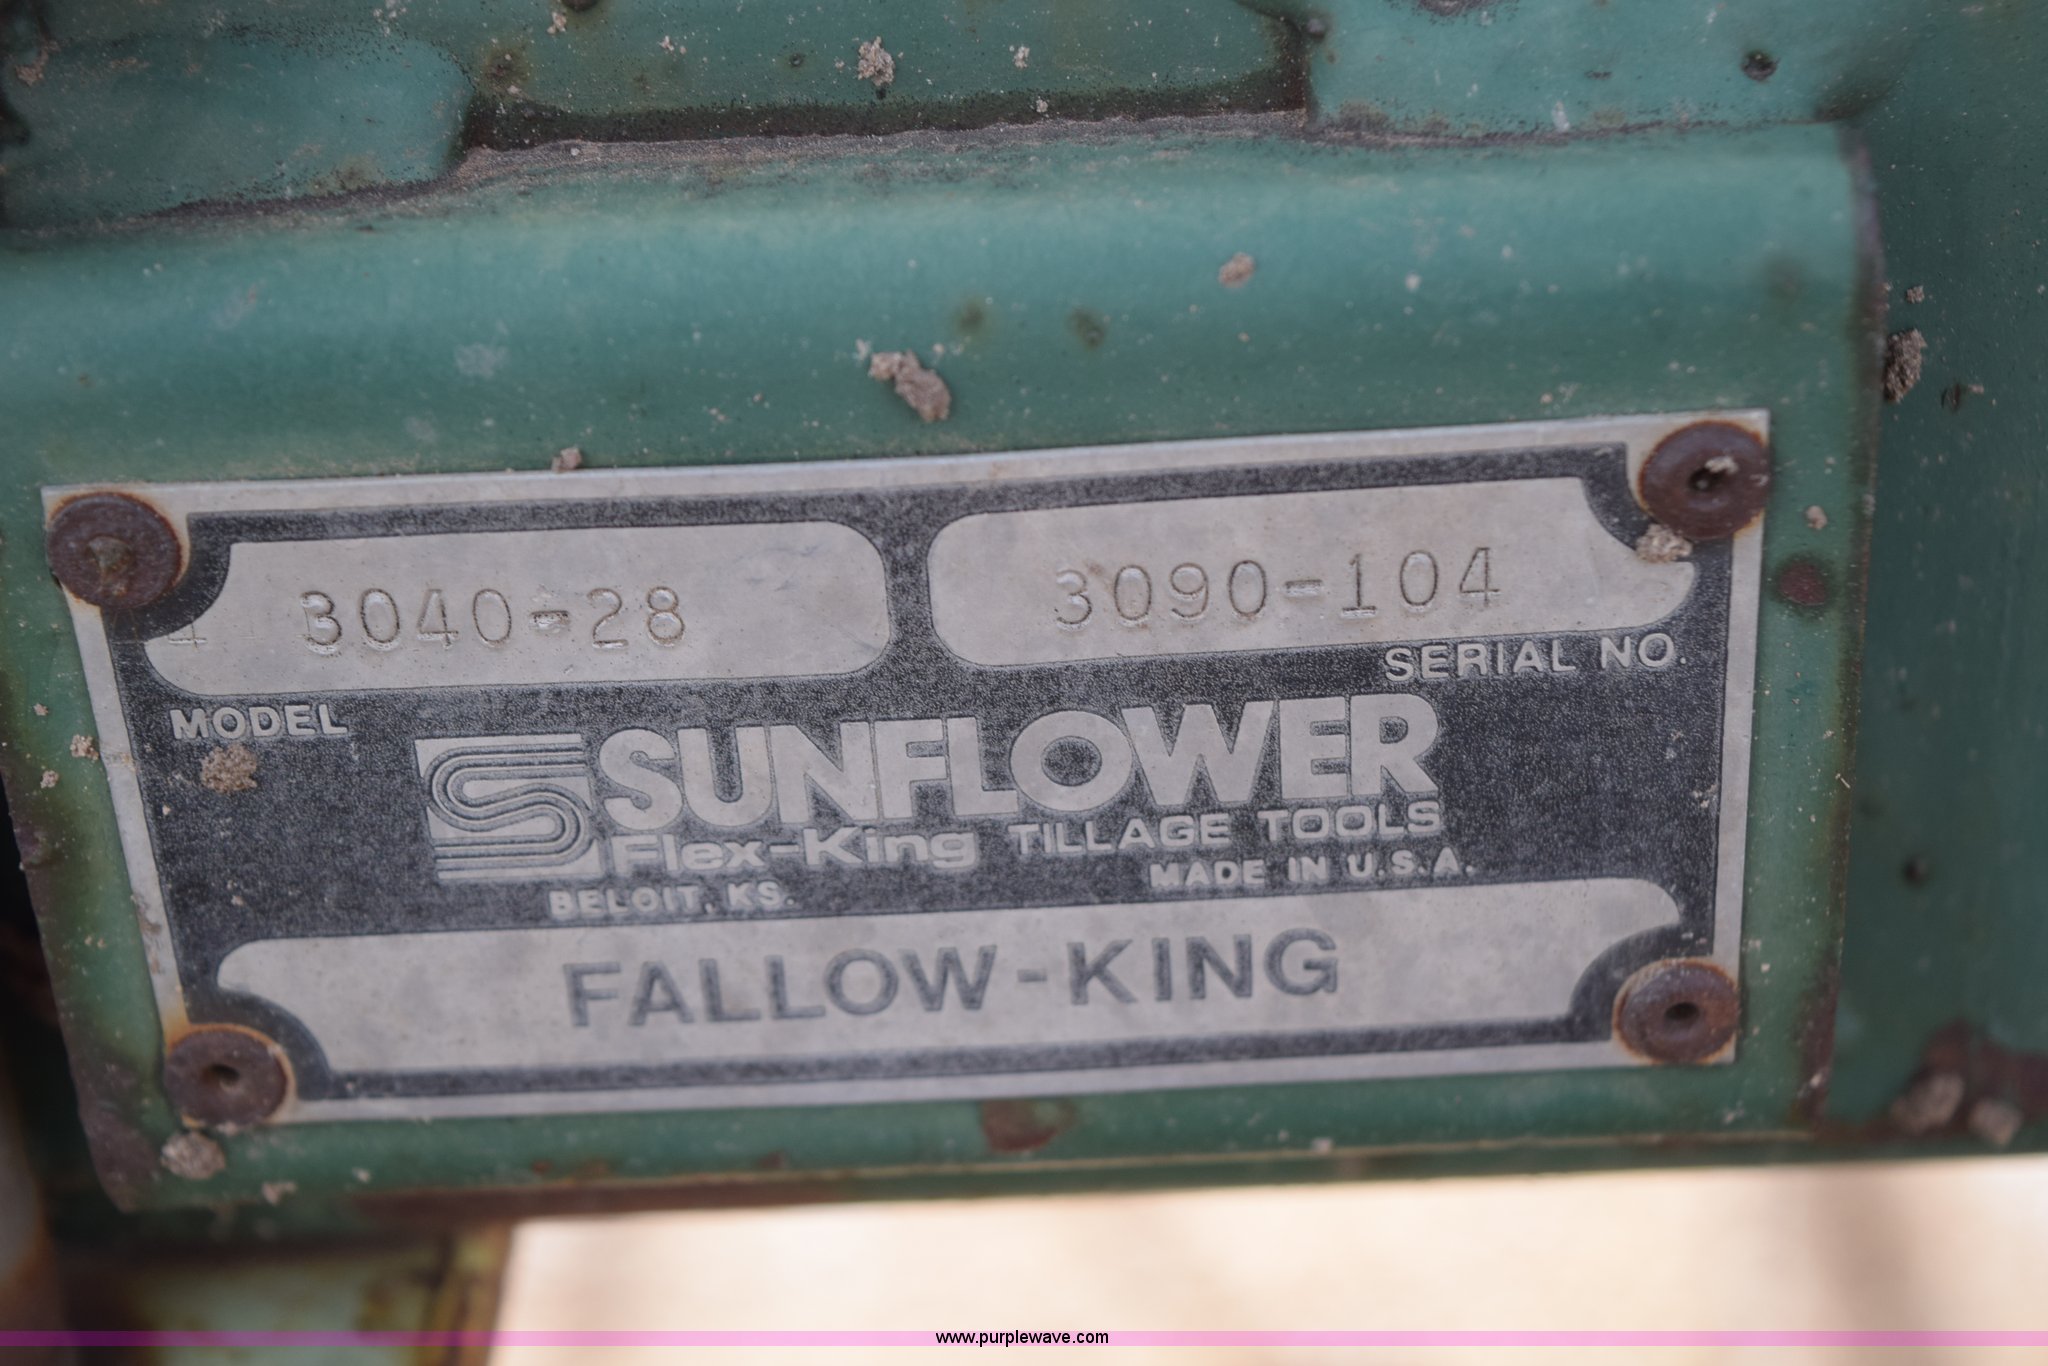 3040-28
3090-104
MODEL
SERIAL NO.
SUNFLOWER
Flex-King TILLAGE TOOLS
BELOIT, KS. MADE IN U.S.A.
FALLOW-KING
www.purplewave.com